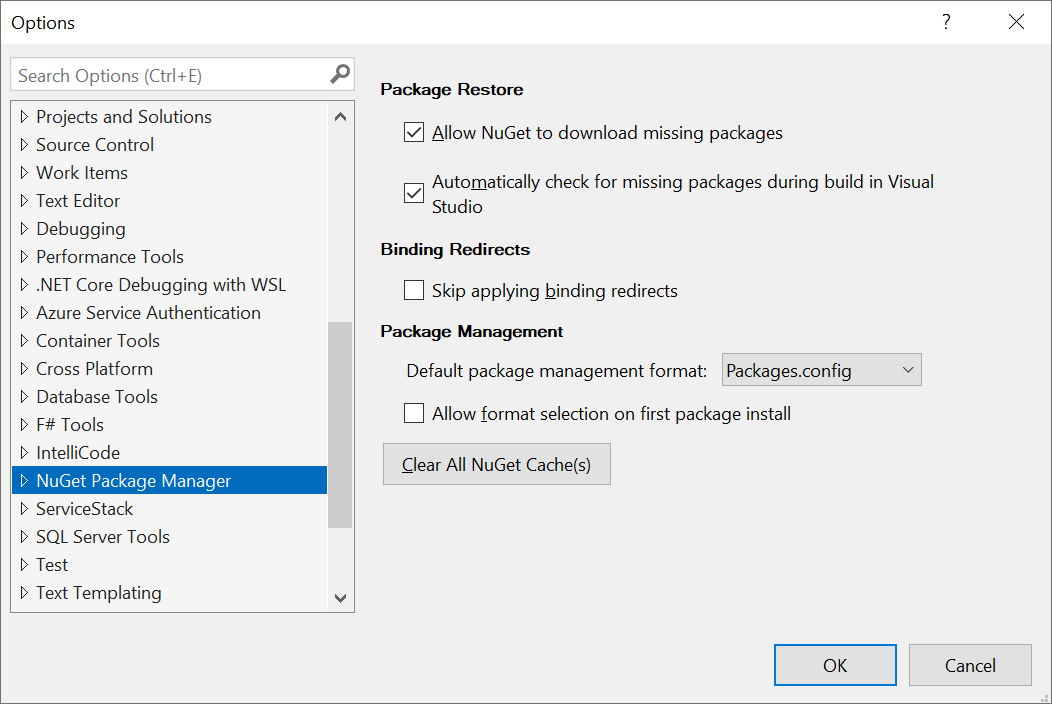 Options
?
Search Options (Ctrl+E)
Projects and Solutions
Source Control
Work Items
Text Editor
Debugging
Performance Tools
.NET Core Debugging with WSL
Azure Service Authentication
Container Tools
Cross Platform
Database Tools
F# Tools
IntelliCode
NuGet Package Manager
ServiceStack
SQL Server Tools
Test
Text Templating
Package Restore
Allow NuGet to download missing packages
Automatically check for missing packages during build in Visual
Studio
Binding Redirects
Skip applying binding redirects
Package Management
Default package management format: Packages.config
Allow format selection on first package install
Clear All NuGet Cache(s)
OK Cancel